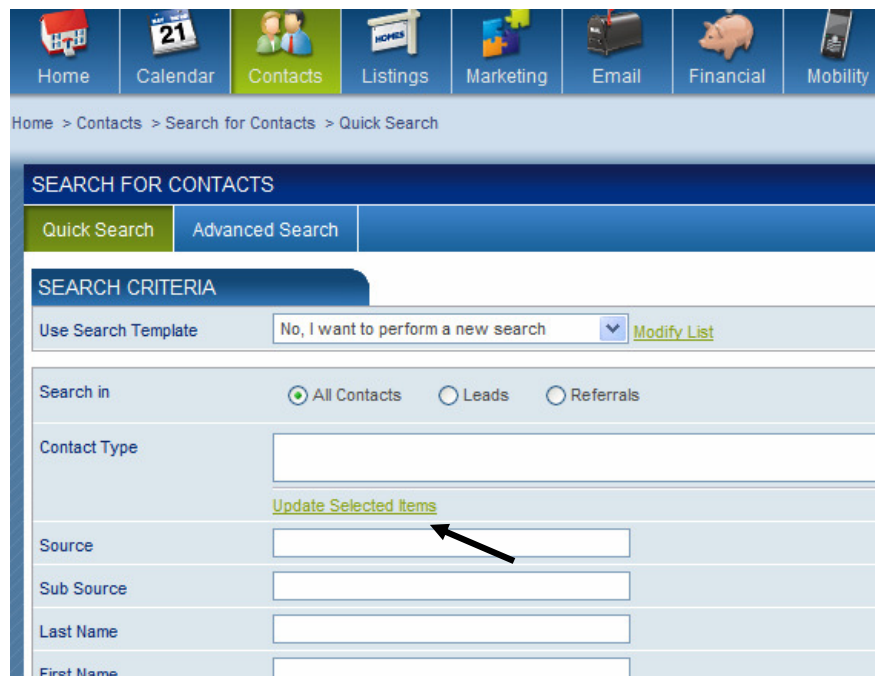 21
HOMES
Home Calendar Contacts Listings Marketing Email Financial Mobility
Home > Contacts > Search for Contacts > Quick Search
SEARCH FOR CONTACTS
Quick Search Advanced Search
SEARCH CRITERIA
Use Search Template No, I want to perform a new search Modify List
Search in All Contacts Leads Referrals
Contact Type
Update Selected Items
Source
Sub Source
Last Name
First Name